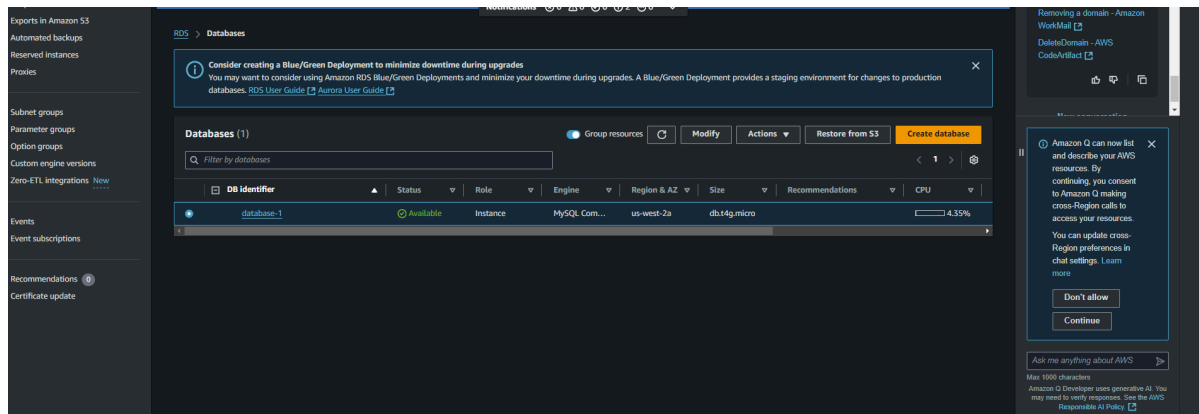 Exports in Amazon S3
Automated backups
Reserved instances
Proxies
Subnet groups
Parameter groups
Option groups
Custom engine versions
Zero-ETL integrations New
Events
Event subscriptions
Recommendations 0
Certificate update
Notifications
RDS > Databases
Consider creating a Blue/Green Deployment to minimize downtime during upgrades
You may want to consider using Amazon RDS Blue/Green Deployments and minimize your downtime during upgrades. A Blue/Green Deployment provides a staging environment for changes to production
databases. RDS User Guide Aurora User Guide
Databases (1)
Group resources Modify Actions Restore from S3 Create database
Filter by databases
1
DB identifier Status Role Engine Region & AZ Size Recommendations CPU
database-1 Available Instance MySQL Com... us-west-2a db.t4g.micro 4.35%
Removing a domain - Amazon
WorkMail
DeleteDomain - AWS
CodeArtifact
New conversation
Amazon Q can now list
and describe your AWS
resources. By
continuing, you consent
to Amazon Q making
cross-Region calls to
access your resources.
You can update cross-
Region preferences in
chat settings. Learn
more
Don't allow
Continue
Ask me anything about AWS
Max 1000 characters
Amazon Q Developer uses generative AI. You
may need to verify responses. See the AWS
Responsible AI Policy.